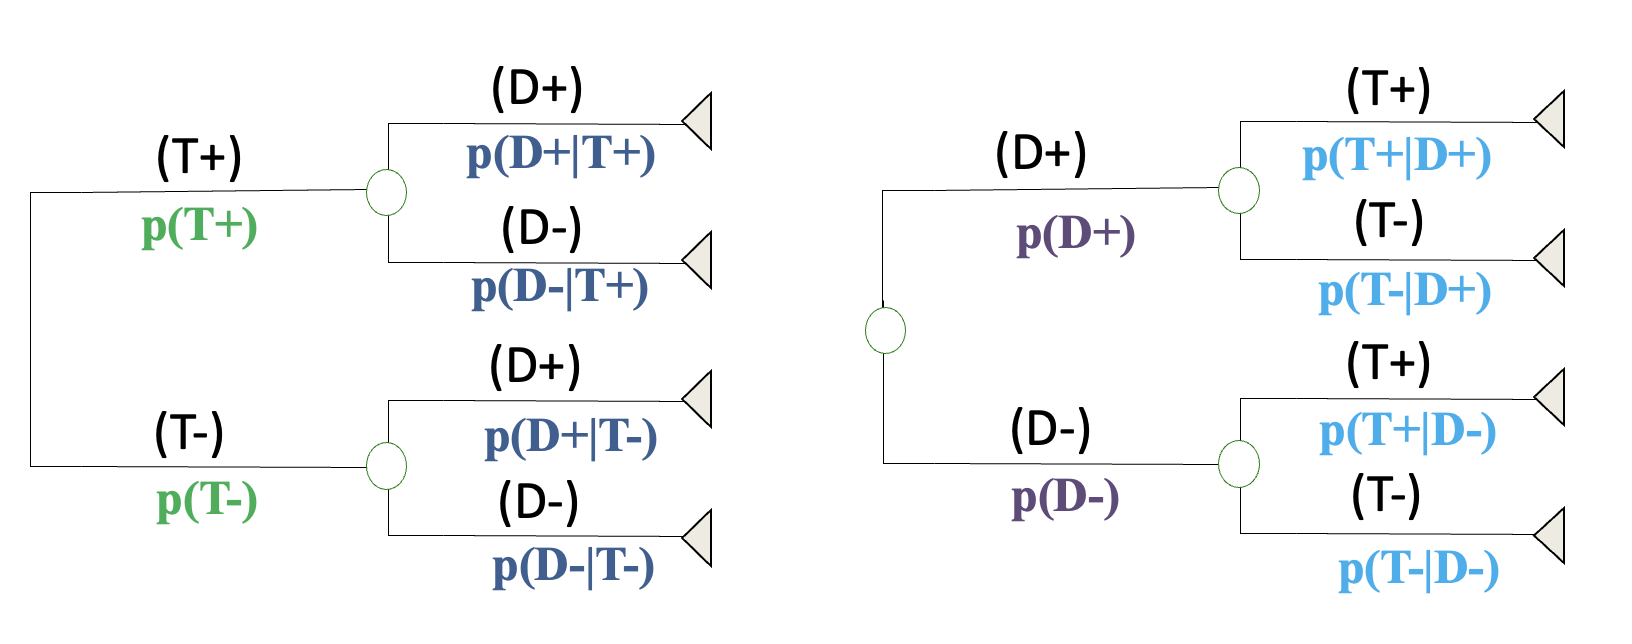 (D+)
p(D+|T+)
(T+)
p(T+)
(D-)
p(D-|T+)
(D+)
p(D+|T-)
(T-)
p(T-)
(D-)
p(D-|T-)
(T+)
p(T+|D+)
(D+)
p(D+)
(T-)
p(T-|D+)
(T+)
p(T+|D-)
(D-)
p(D-)
(T-)
p(T-|D-)